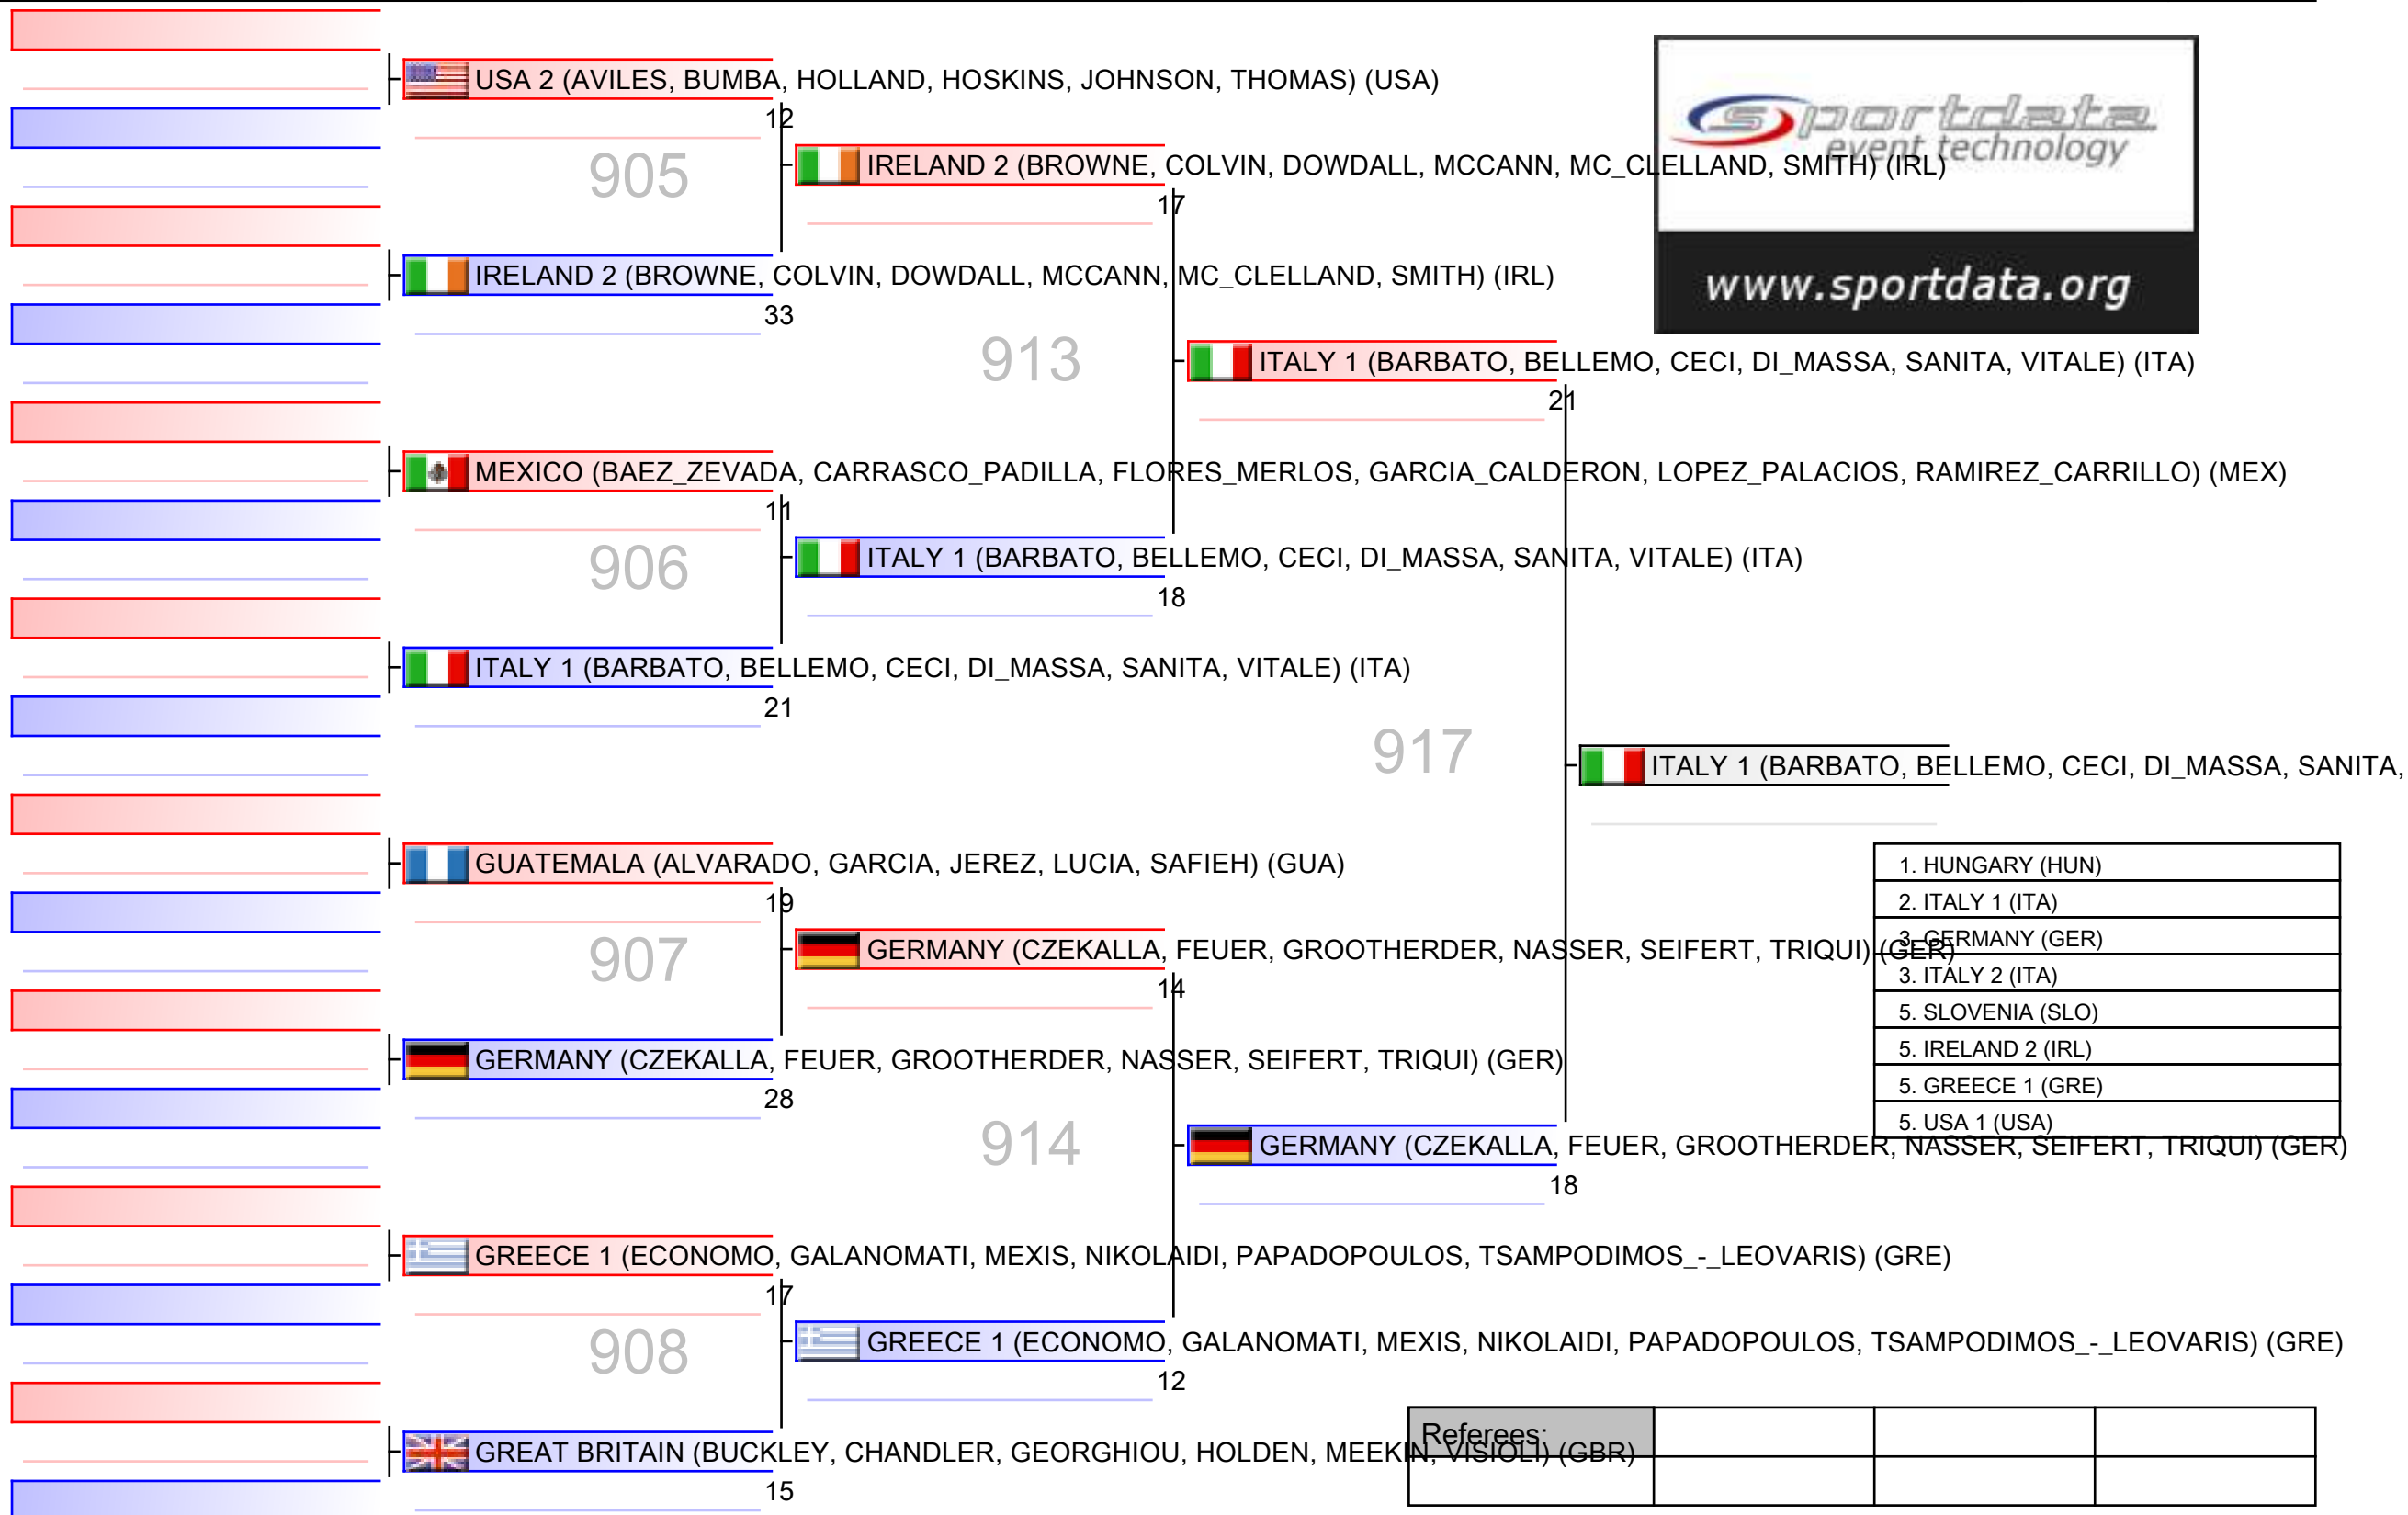 USA 2 (AVILES, BUMBA, HOLLAND, HOSKINS, JOHNSON, THOMAS) (USA)
12
905
IRELAND 2 (BROWNE, COLVIN, DOWDALL, MCCANN, MC_CLELLAND, SMITH) (IRL)
17
sportdata
event technology
www.sportdata.org
IRELAND 2 (BROWNE, COLVIN, DOWDALL, MCCANN, MC_CLELLAND, SMITH) (IRL)
33
913
ITALY 1 (BARBATO, BELLEMO, CECI, DI_MASSA, SANITA, VITALE) (ITA)
21
MEXICO (BAEZ_ZEVADA, CARRASCO_PADILLA, FLORES_MERLOS, GARCIA_CALDERON, LOPEZ_PALACIOS, RAMIREZ_CARRILLO) (MEX)
11
906
ITALY 1 (BARBATO, BELLEMO, CECI, DI_MASSA, SANITA, VITALE) (ITA)
18
ITALY 1 (BARBATO, BELLEMO, CECI, DI_MASSA, SANITA, VITALE) (ITA)
21
917
ITALY 1 (BARBATO, BELLEMO, CECI, DI_MASSA, SANITA,
GUATEMALA (ALVARADO, GARCIA, JEREZ, LUCIA, SAFIEH) (GUA)
19
907
GERMANY (CZEKALLA, FEUER, GROOTHERDER, NASSER, SEIFERT, TRIQUI) (GER)
14
1. HUNGARY (HUN)
2. ITALY 1 (ITA)
3. GERMANY (GER)
3. ITALY 2 (ITA)
5. SLOVENIA (SLO)
5. IRELAND 2 (IRL)
5. GREECE 1 (GRE)
5. USA 1 (USA)
GERMANY (CZEKALLA, FEUER, GROOTHERDER, NASSER, SEIFERT, TRIQUI) (GER)
28
914
GERMANY (CZEKALLA, FEUER, GROOTHERDER, NASSER, SEIFERT, TRIQUI) (GER)
18
GREECE 1 (ECONOMO, GALANOMATI, MEXIS, NIKOLAIDI, PAPADOPOULOS, TSAMPODIMOS_-_LEOVARIS) (GRE)
17
908
GREECE 1 (ECONOMO, GALANOMATI, MEXIS, NIKOLAIDI, PAPADOPOULOS, TSAMPODIMOS_-_LEOVARIS) (GRE)
12
Referees:
GREAT BRITAIN (BUCKLEY, CHANDLER, GEORGHIOU, HOLDEN, MEEKIN, VISIOLI) (GBR)
15